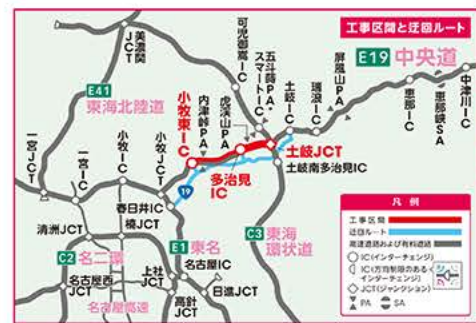 工事区間と迂回ルート
E19 中央道
美濃関JCT
可児御嵩IC
五斗蒔PA・スマートIC
土岐IC
瑞浪IC
屏風山PA
恵那IC
恵那峡SA
中津川IC
E41
東海北陸道
小牧東IC
内津峠PA
虎渓山PA
一宮JCT
一宮IC
小牧IC
小牧JCT
土岐JCT
土岐南多治見IC
多治見IC
19
春日井IC
楠JCT
清洲JCT
C2 名二環
E1 東名
C3 東海環状道
名古屋西JCT
上社JCT
名古屋IC
名古屋高速
高針JCT
日進JCT
凡例
工事区間
迂回ルート
高速道路および有料道路
IC(インターチェンジ)
IC(方向制限のあるインターチェンジ)
JCT(ジャンクション)
PA
SA